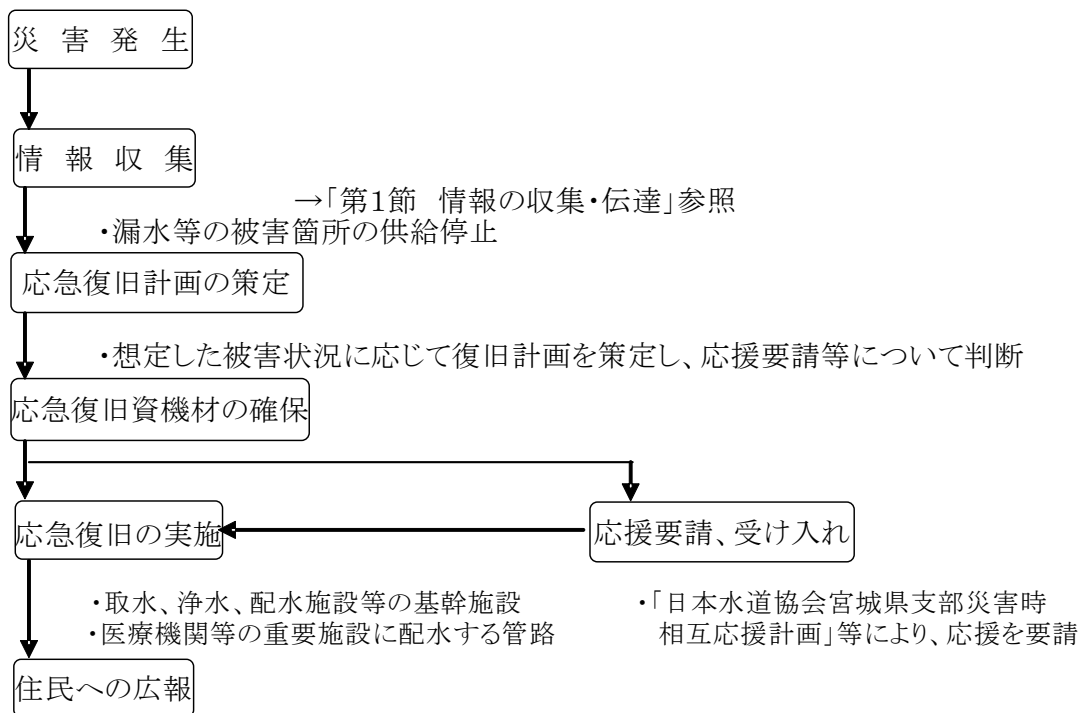 災 害 発 生
情 報 収 集
→「第1節 情報の収集・伝達」参照
・漏水等の被害箇所の供給停止
応急復旧計画の策定
・想定した被害状況に応じて復旧計画を策定し、応援要請等について判断
応急復旧資機材の確保
応急復旧の実施
応援要請、受け入れ
・取水、浄水、配水施設等の基幹施設
・医療機関等の重要施設に配水する管路
・「日本水道協会宮城県支部災害時
相互応援計画」等により、応援を要請
住民への広報